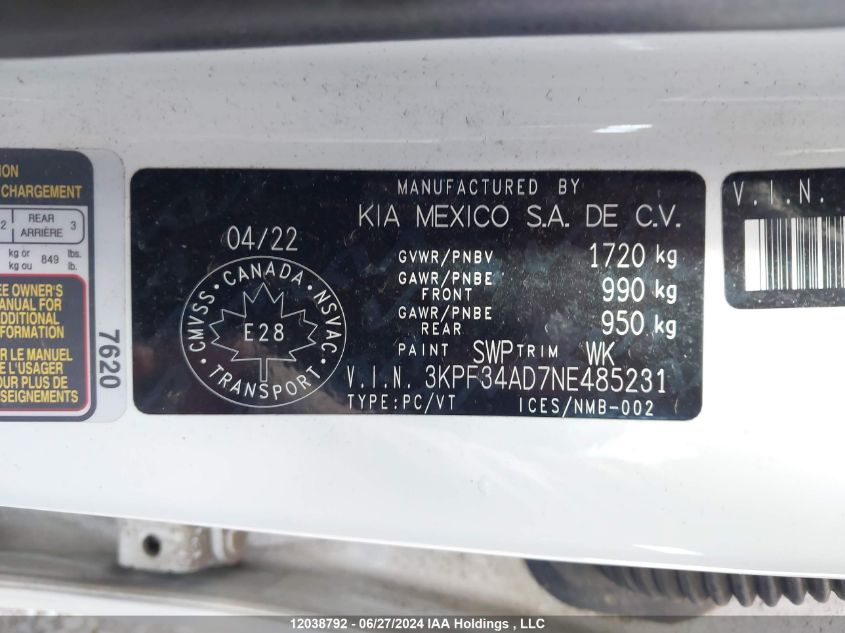 ION
CHARGEMENT
2 REAR ARRIÈRE 3
kg or kg ou 849 lbs. lb.
EE OWNER'S
MANUAL FOR
ADDITIONAL
FORMATION
R LE MANUEL
E L'USAGER
OUR PLUS DE
SEIGNEMENTS
7620
04/22
CMVSS • CANADA • NSVAC • TRANSPORT •
E28
MANUFACTURED BY
KIA MEXICO S.A. DE C.V.
GVWR/PNBV 1720 kg
GAWR/PNBE FRONT 990 kg
GAWR/PNBE REAR 950 kg
PAINT SWP TRIM WK
V.I.N. 3KPF34AD7NE485231
TYPE:PC/VT ICES/NMB-002
V.I.N.
12038792 - 06/27/2024 IAA Holdings , LLC